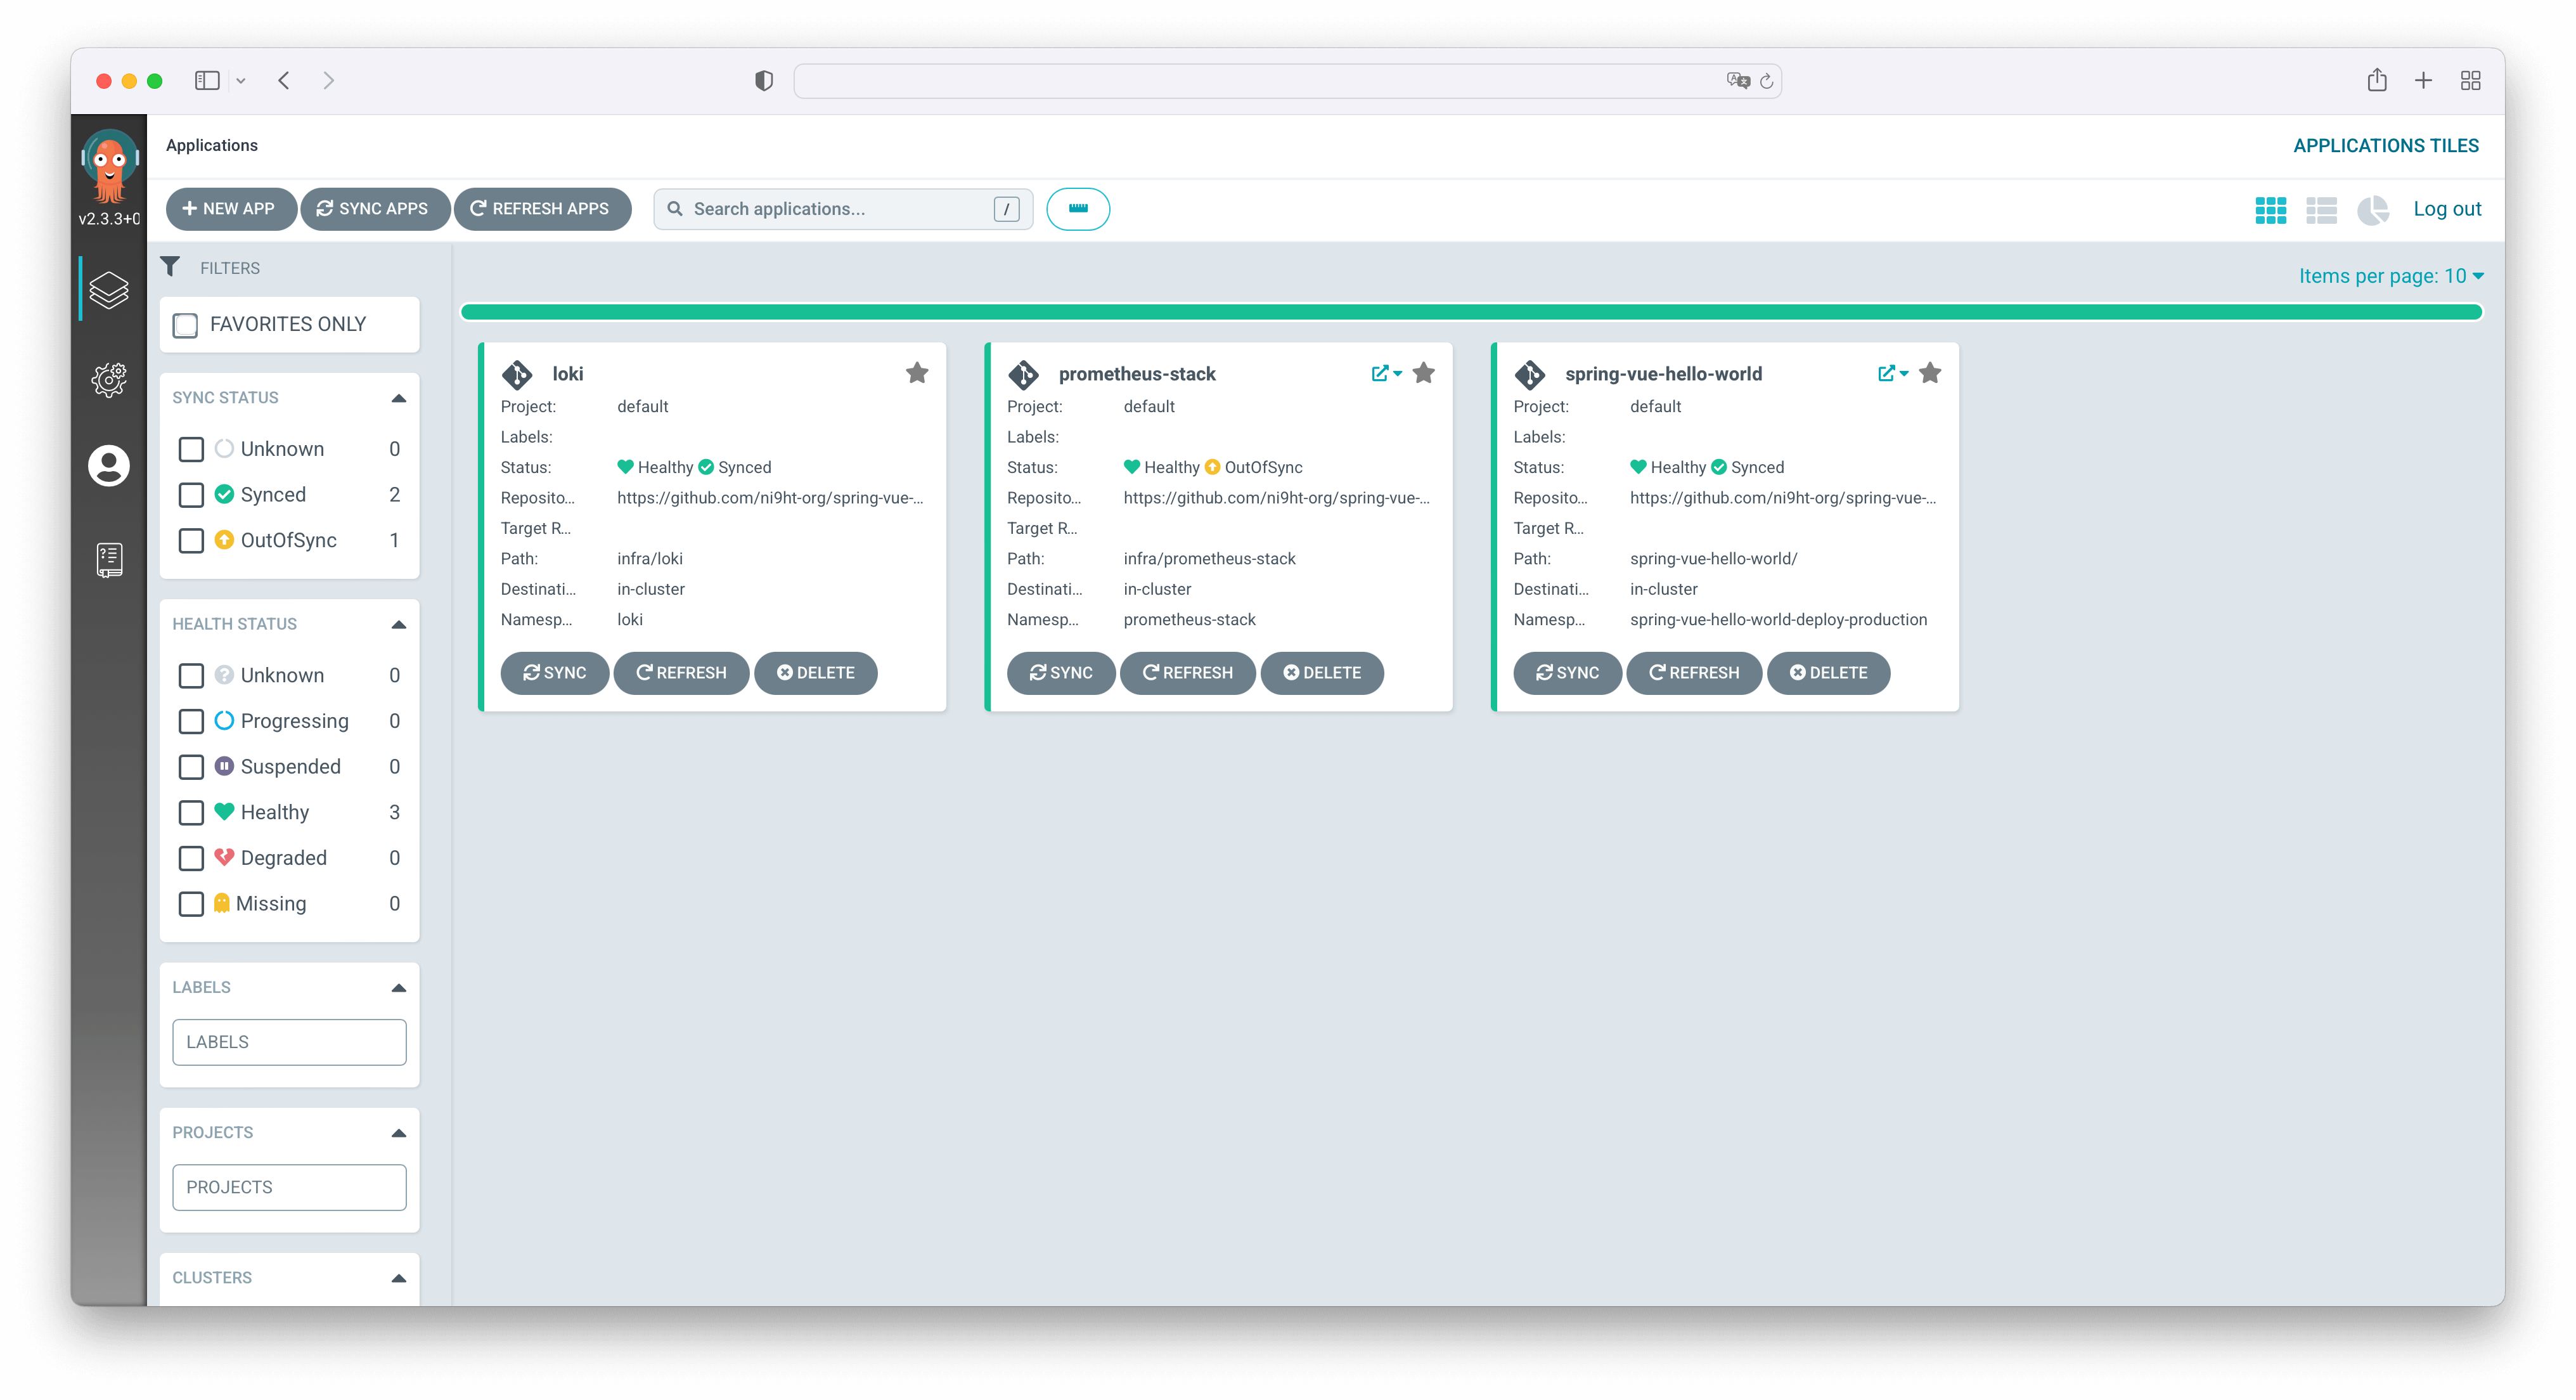 Applications
APPLICATIONS TILES
v2.3.3+0
NEW APP
SYNC APPS
REFRESH APPS
Search applications...
/
Log out
FILTERS
Items per page: 10
FAVORITES ONLY
SYNC STATUS
Unknown 0
Synced 2
OutOfSync 1
HEALTH STATUS
Unknown 0
Progressing 0
Suspended 0
Healthy 3
Degraded 0
Missing 0
LABELS
LABELS
PROJECTS
PROJECTS
CLUSTERS
loki
Project: default
Labels:
Status: Healthy Synced
Reposito... https://github.com/ni9ht-org/spring-vue-...
Target R...
Path: infra/loki
Destinati... in-cluster
Namesp... loki
SYNC REFRESH DELETE
prometheus-stack
Project: default
Labels:
Status: Healthy OutOfSync
Reposito... https://github.com/ni9ht-org/spring-vue-...
Target R...
Path: infra/prometheus-stack
Destinati... in-cluster
Namesp... prometheus-stack
SYNC REFRESH DELETE
spring-vue-hello-world
Project: default
Labels:
Status: Healthy Synced
Reposito... https://github.com/ni9ht-org/spring-vue-...
Target R...
Path: spring-vue-hello-world/
Destinati... in-cluster
Namesp... spring-vue-hello-world-deploy-production
SYNC REFRESH DELETE